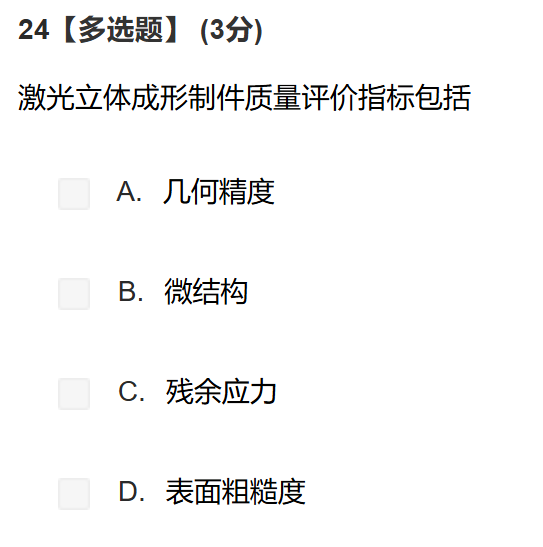 24【多选题】 (3分)
激光立体成形制件质量评价指标包括
A. 几何精度
B. 微结构
C. 残余应力
D. 表面粗糙度